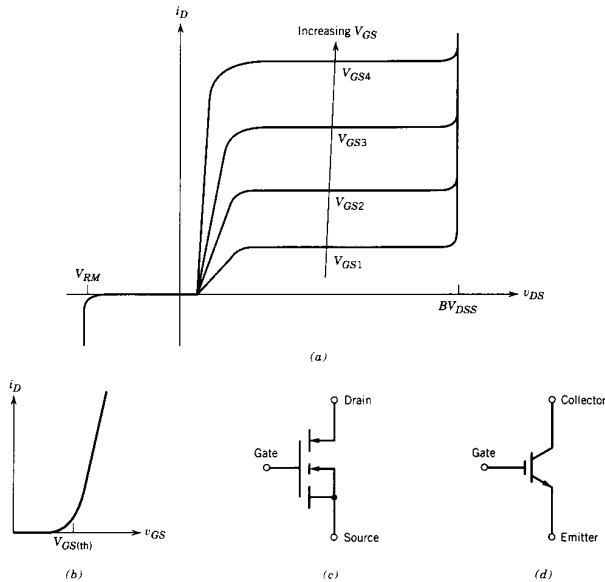 i_D
Increasing V_GS
V_GS4
V_GS3
V_GS2
V_GS1
V_RM
BV_DSS
v_DS
(a)
i_D
V_GS(th)
v_GS
(b)
Drain
Gate
Source
(c)
Collector
Gate
Emitter
(d)